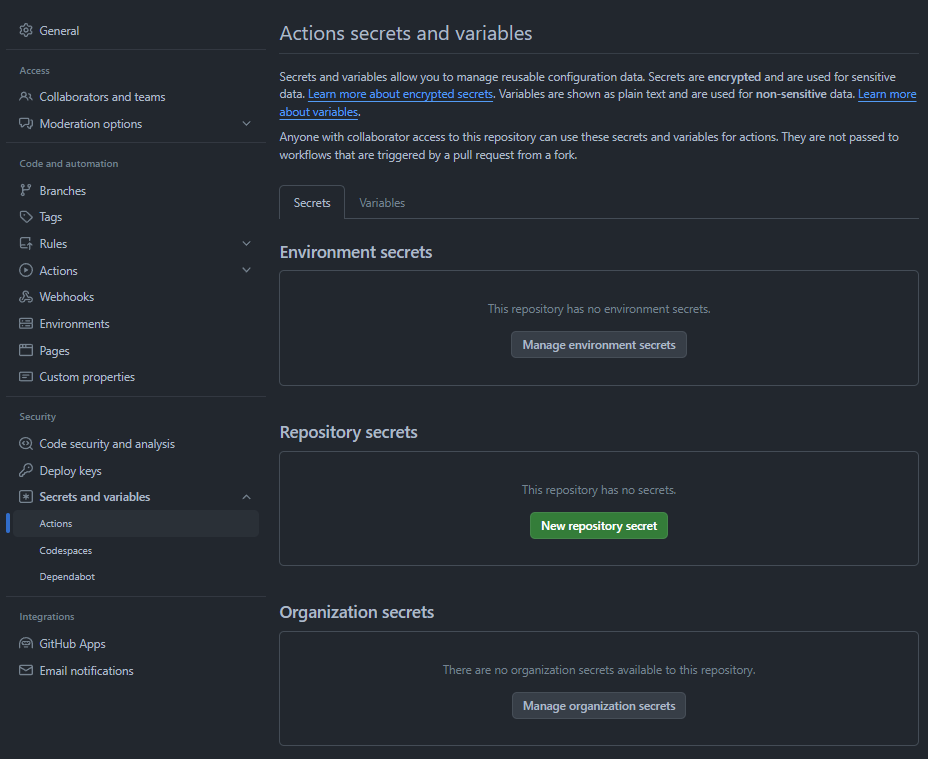 General
Access
Collaborators and teams
Moderation options
Code and automation
Branches
Tags
Rules
Actions
Webhooks
Environments
Pages
Custom properties
Security
Code security and analysis
Deploy keys
Secrets and variables
Actions
Codespaces
Dependabot
Integrations
GitHub Apps
Email notifications
Actions secrets and variables
Secrets and variables allow you to manage reusable configuration data. Secrets are encrypted and are used for sensitive
data. Learn more about encrypted secrets. Variables are shown as plain text and are used for non-sensitive data. Learn more
about variables.
Anyone with collaborator access to this repository can use these secrets and variables for actions. They are not passed to
workflows that are triggered by a pull request from a fork.
Secrets Variables
Environment secrets
This repository has no environment secrets.
Manage environment secrets
Repository secrets
This repository has no secrets.
New repository secret
Organization secrets
There are no organization secrets available to this repository.
Manage organization secrets